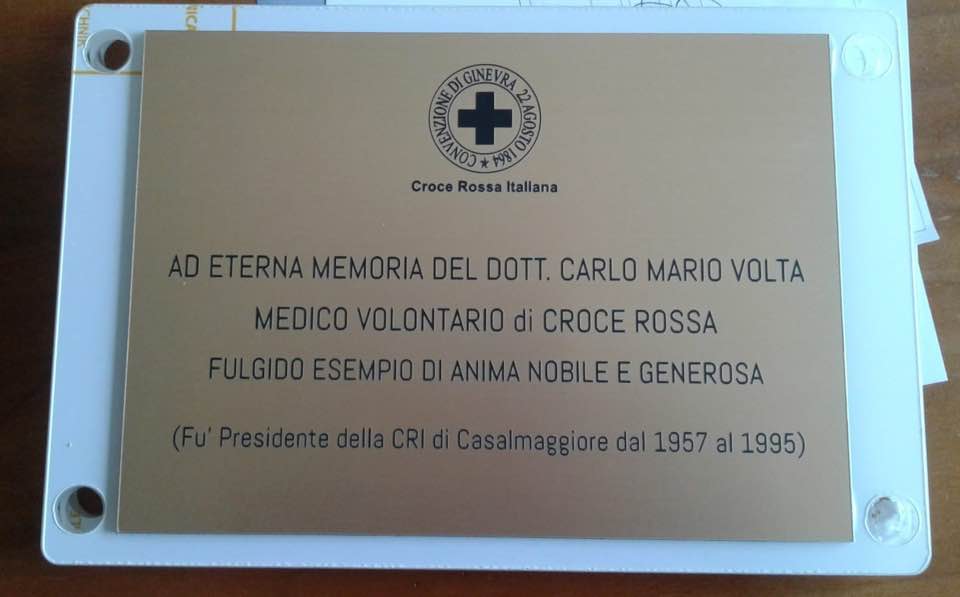 CONVENZIONE DI GINEVRA 22 AGOSTO 1864 ★
Croce Rossa Italiana
AD ETERNA MEMORIA DEL DOTT. CARLO MARIO VOLTA
MEDICO VOLONTARIO di CROCE ROSSA
FULGIDO ESEMPIO DI ANIMA NOBILE E GENEROSA
(Fu' Presidente della CRI di Casalmaggiore dal 1957 al 1995)